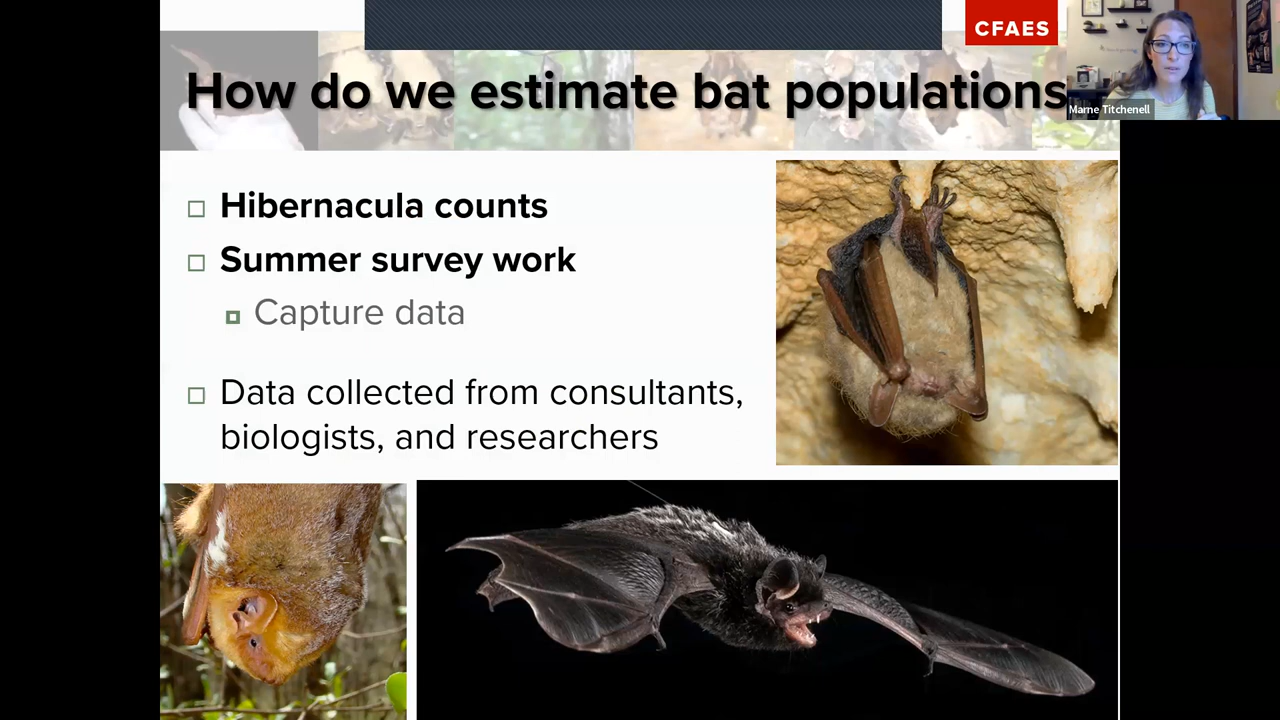 CFAES
How do we estimate bat populations
Marne Titchenell
Hibernacula counts
Summer survey work
Capture data
Data collected from consultants,
biologists, and researchers